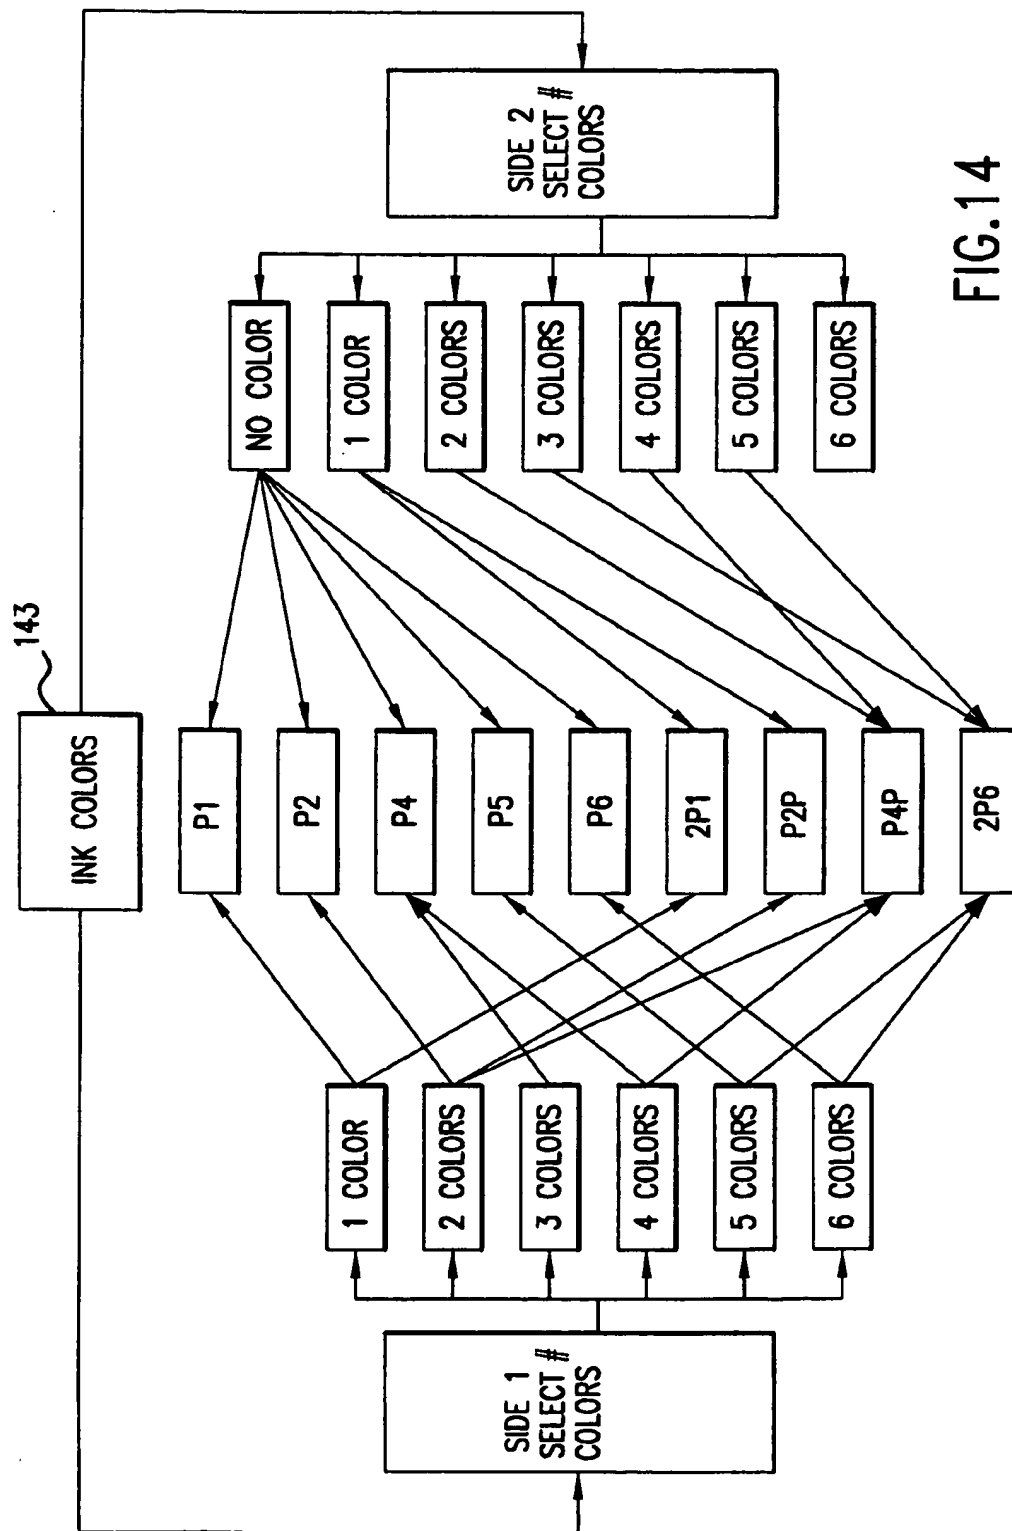 143
INK COLORS
SIDE 1
SELECT #
COLORS
1 COLOR
2 COLORS
3 COLORS
4 COLORS
5 COLORS
6 COLORS
P1
P2
P4
P5
P6
2P1
P2P
P4P
2P6
NO COLOR
1 COLOR
2 COLORS
3 COLORS
4 COLORS
5 COLORS
6 COLORS
SIDE 2
SELECT #
COLORS
FIG.14